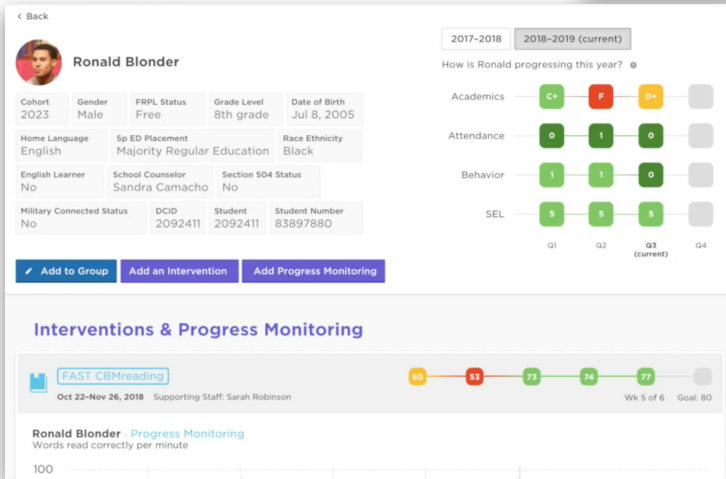 Back
Ronald Blonder
2017–2018 2018–2019 (current)
How is Ronald progressing this year?
Cohort Gender FRPL Status Grade Level Date of Birth
2023 Male Free 8th grade Jul 8, 2005
Home Language Sp ED Placement Race Ethnicity
English Majority Regular Education Black
English Learner School Counselor Section 504 Status
No Sandra Camacho No
Military Connected Status DCID Student Student Number
No 2092411 2092411 83897880
Academics C+ F D+
Attendance 0 1 0
Behavior 1 1 0
SEL 5 5 5
Q1 Q2 Q3 Q4
(current)
Add to Group Add an Intervention Add Progress Monitoring
Interventions & Progress Monitoring
FAST CBMreading 50 53 73 74 77
Oct 22–Nov 26, 2018 Supporting Staff: Sarah Robinson Wk 5 of 6 Goal: 80
Ronald Blonder · Progress Monitoring
Words read correctly per minute
100